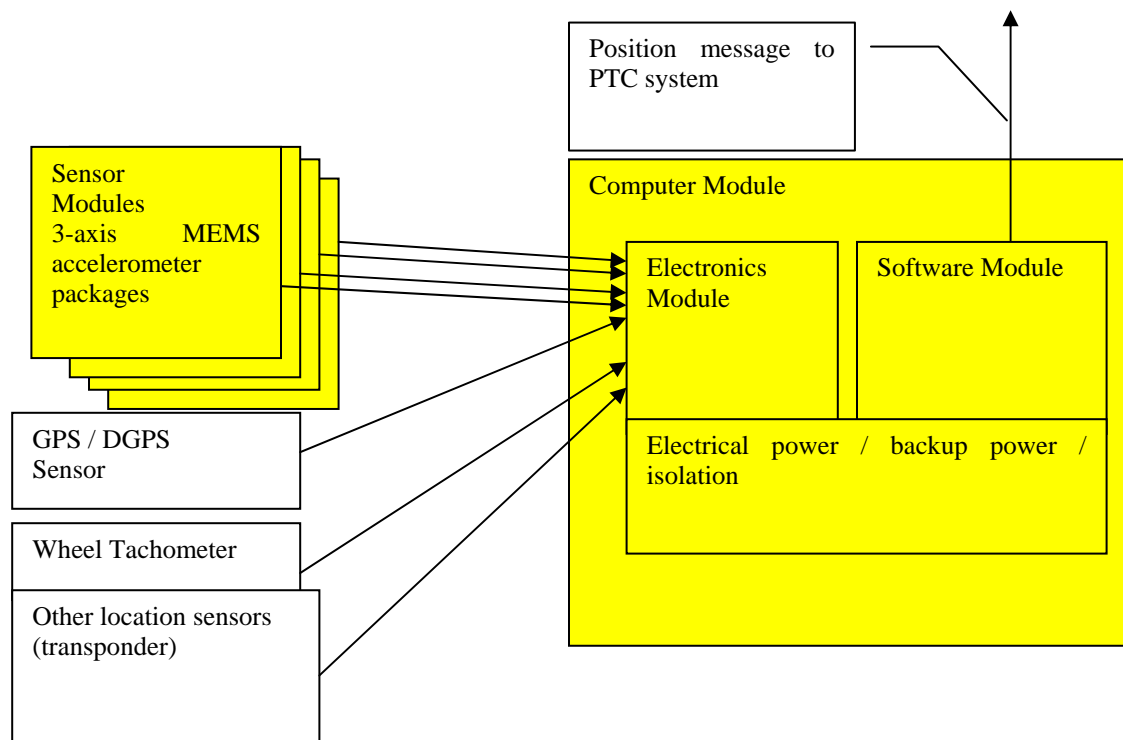 Position message to
PTC system
Sensor
Modules
3-axis MEMS
accelerometer
packages
Computer Module
Electronics
Module
Software Module
GPS / DGPS
Sensor
Electrical power / backup power /
isolation
Wheel Tachometer
Other location sensors
(transponder)